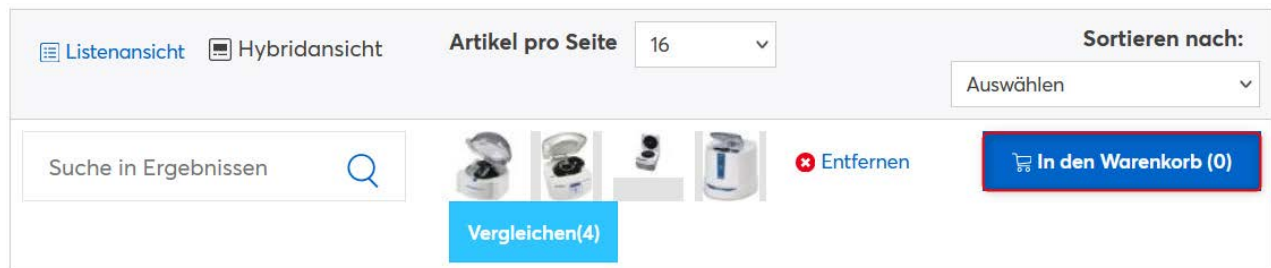 Listenansicht Hybridansicht Artikel pro Seite 16 Sortieren nach:
Auswählen
Suche in Ergebnissen Entfernen In den Warenkorb (0)
Vergleichen(4)